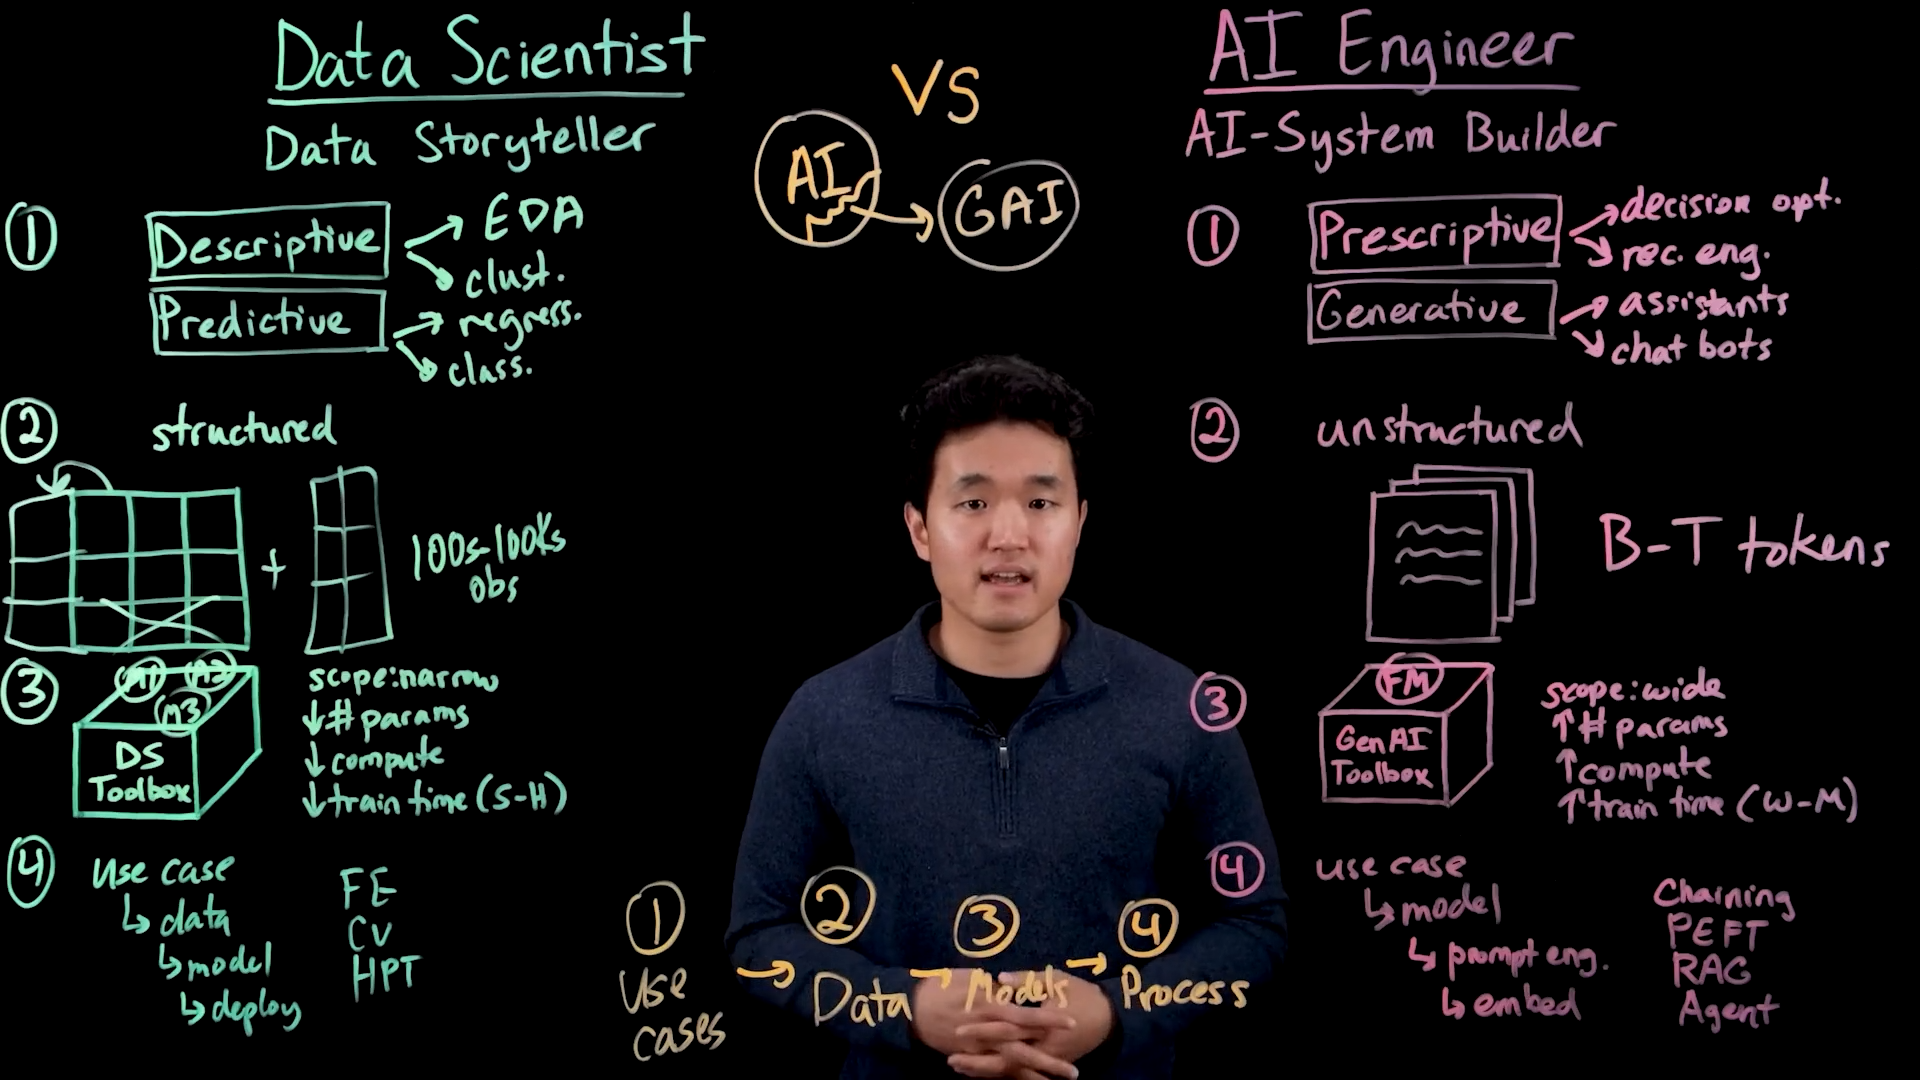 Data Scientist
Data Storyteller
1
Descriptive
EDA
clust.
Predictive
regress.
class.
2
structured
+
100s-100Ks
obs
3
M1 M2
M3
DS
Toolbox
scope: narrow
↓ # params
↓ compute
↓ train time (S-H)
4
use case
↳ data
↳ model
↳ deploy
FE
CV
HPT
VS
AI
GAI
1
Use
cases
→
2
Data
→
3
Models
→
4
Process
AI Engineer
AI-System Builder
1
Prescriptive
decision opt.
rec. eng.
Generative
assistants
chat bots
2
unstructured
B-T tokens
3
FM
GenAI
Toolbox
scope: wide
↑ # params
↑ compute
↑ train time (W-M)
4
use case
↳ model
↳ prompt eng.
↳ embed
Chaining
PEFT
RAG
Agent